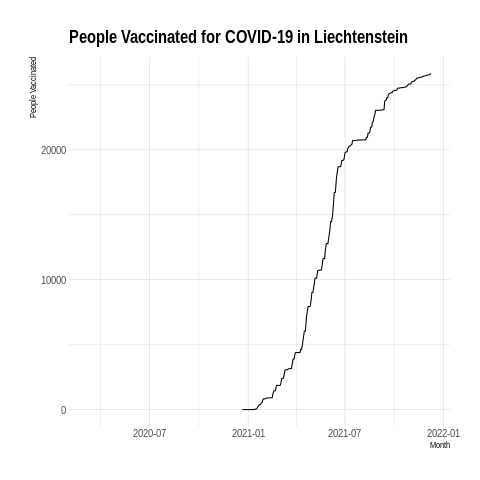 People Vaccinated for COVID-19 in Liechtenstein
People Vaccinated
20000
10000
0
2020-07
2021-01
2021-07
2022-01
Month